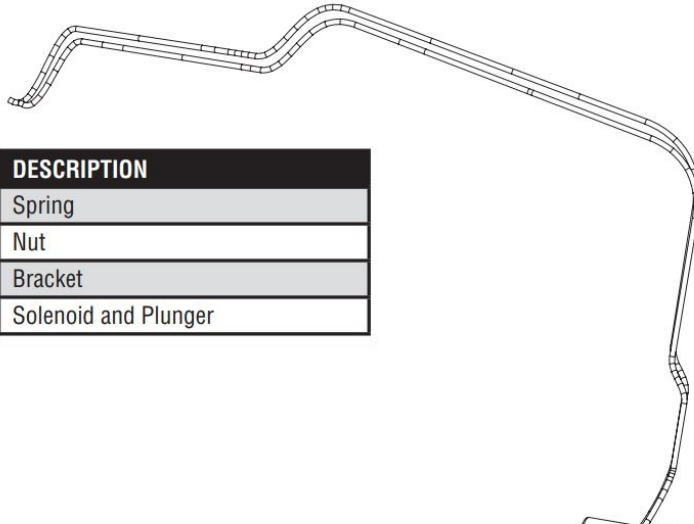 DESCRIPTION
Spring
Nut
Bracket
Solenoid and Plunger